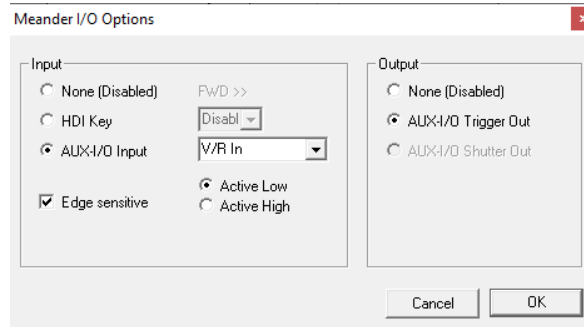 Meander I/O Options
Input
None (Disabled)
FWD >>
HDI Key
Disabl
AUX-I/O Input
V/R In
Edge sensitive
Active Low
Active High
Output
None (Disabled)
AUX-I/O Trigger Out
AUX-I/O Shutter Out
Cancel
OK